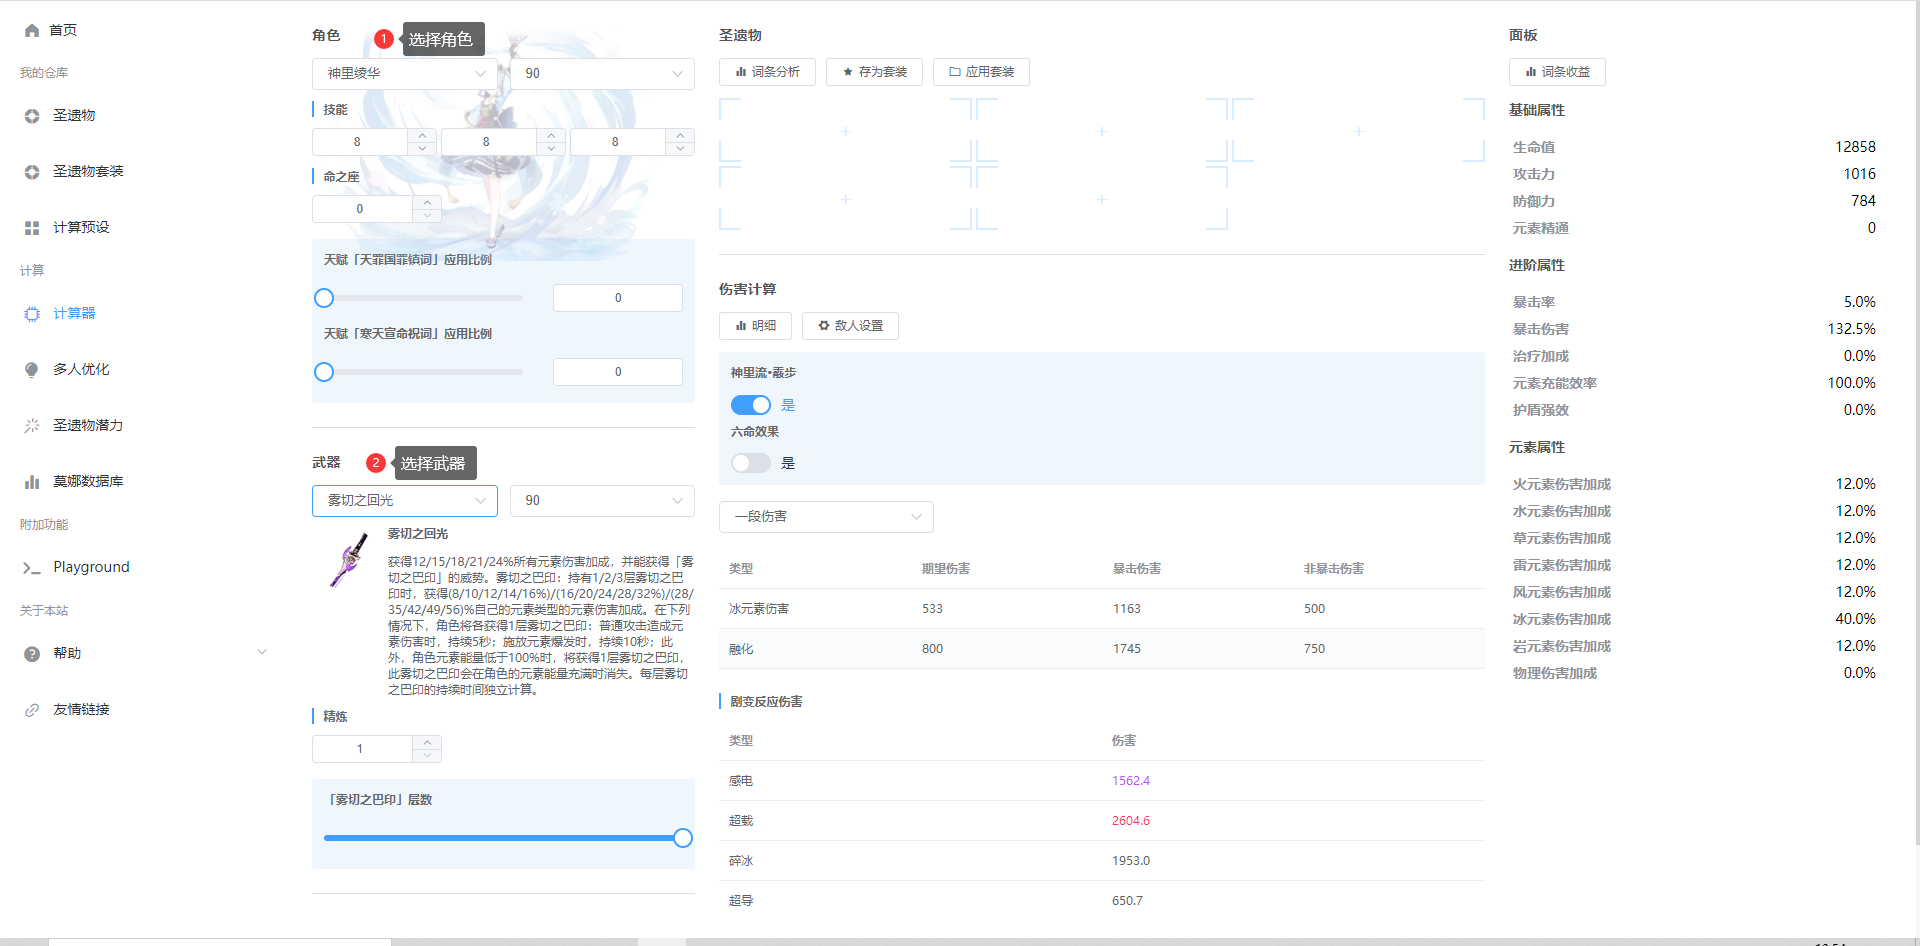 首页
我的仓库
圣遗物
圣遗物套装
计算预设
计算
计算器
多人优化
圣遗物潜力
莫娜数据库
附加功能
Playground
关于本站
帮助
友情链接
角色
1 选择角色
神里绫华 90
技能
8 8 8
命之座
0
天赋「天罪国罪镇词」应用比例
0
天赋「寒天宣命祝词」应用比例
0
武器
2 选择武器
雾切之回光 90
雾切之回光
获得12/15/18/21/24%所有元素伤害加成，并能获得「雾
切之巴印」的威势。雾切之巴印：持有1/2/3层雾切之巴
印时，获得(8/10/12/14/16%)/(16/20/24/28/32%)/(28/
35/42/49/56)%自己的元素类型的元素伤害加成。在下列
情况下，角色将各获得1层雾切之巴印：普通攻击造成元
素伤害时，持续5秒；施放元素爆发时，持续10秒；此
外，角色元素能量低于100%时，将获得1层雾切之巴印，
此雾切之巴印会在角色的元素能量充满时消失。每层雾切
之巴印的持续时间独立计算。
精炼
1
「雾切之巴印」层数
圣遗物
词条分析 存为套装 应用套装
伤害计算
明细 敌人设置
神里流•霰步
是
六命效果
是
一段伤害
类型 期望伤害 暴击伤害 非暴击伤害
冰元素伤害 533 1163 500
融化 800 1745 750
剧变反应伤害
类型 伤害
感电 1562.4
超载 2604.6
碎冰 1953.0
超导 650.7
面板
词条收益
基础属性
生命值 12858
攻击力 1016
防御力 784
元素精通 0
进阶属性
暴击率 5.0%
暴击伤害 132.5%
治疗加成 0.0%
元素充能效率 100.0%
护盾强效 0.0%
元素属性
火元素伤害加成 12.0%
水元素伤害加成 12.0%
草元素伤害加成 12.0%
雷元素伤害加成 12.0%
风元素伤害加成 12.0%
冰元素伤害加成 40.0%
岩元素伤害加成 12.0%
物理伤害加成 0.0%